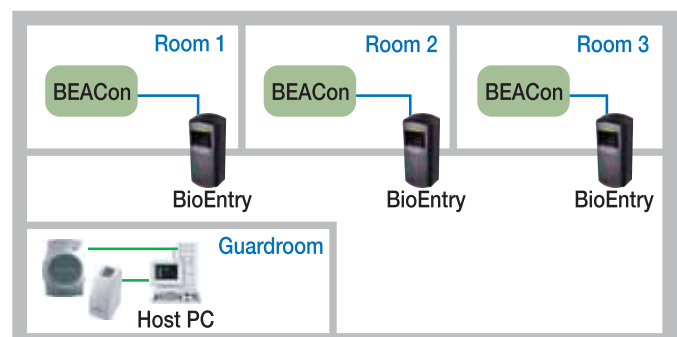 Room 1
Room 2
Room 3
BEACon
BEACon
BEACon
BioEntry
BioEntry
BioEntry
Guardroom
Host PC